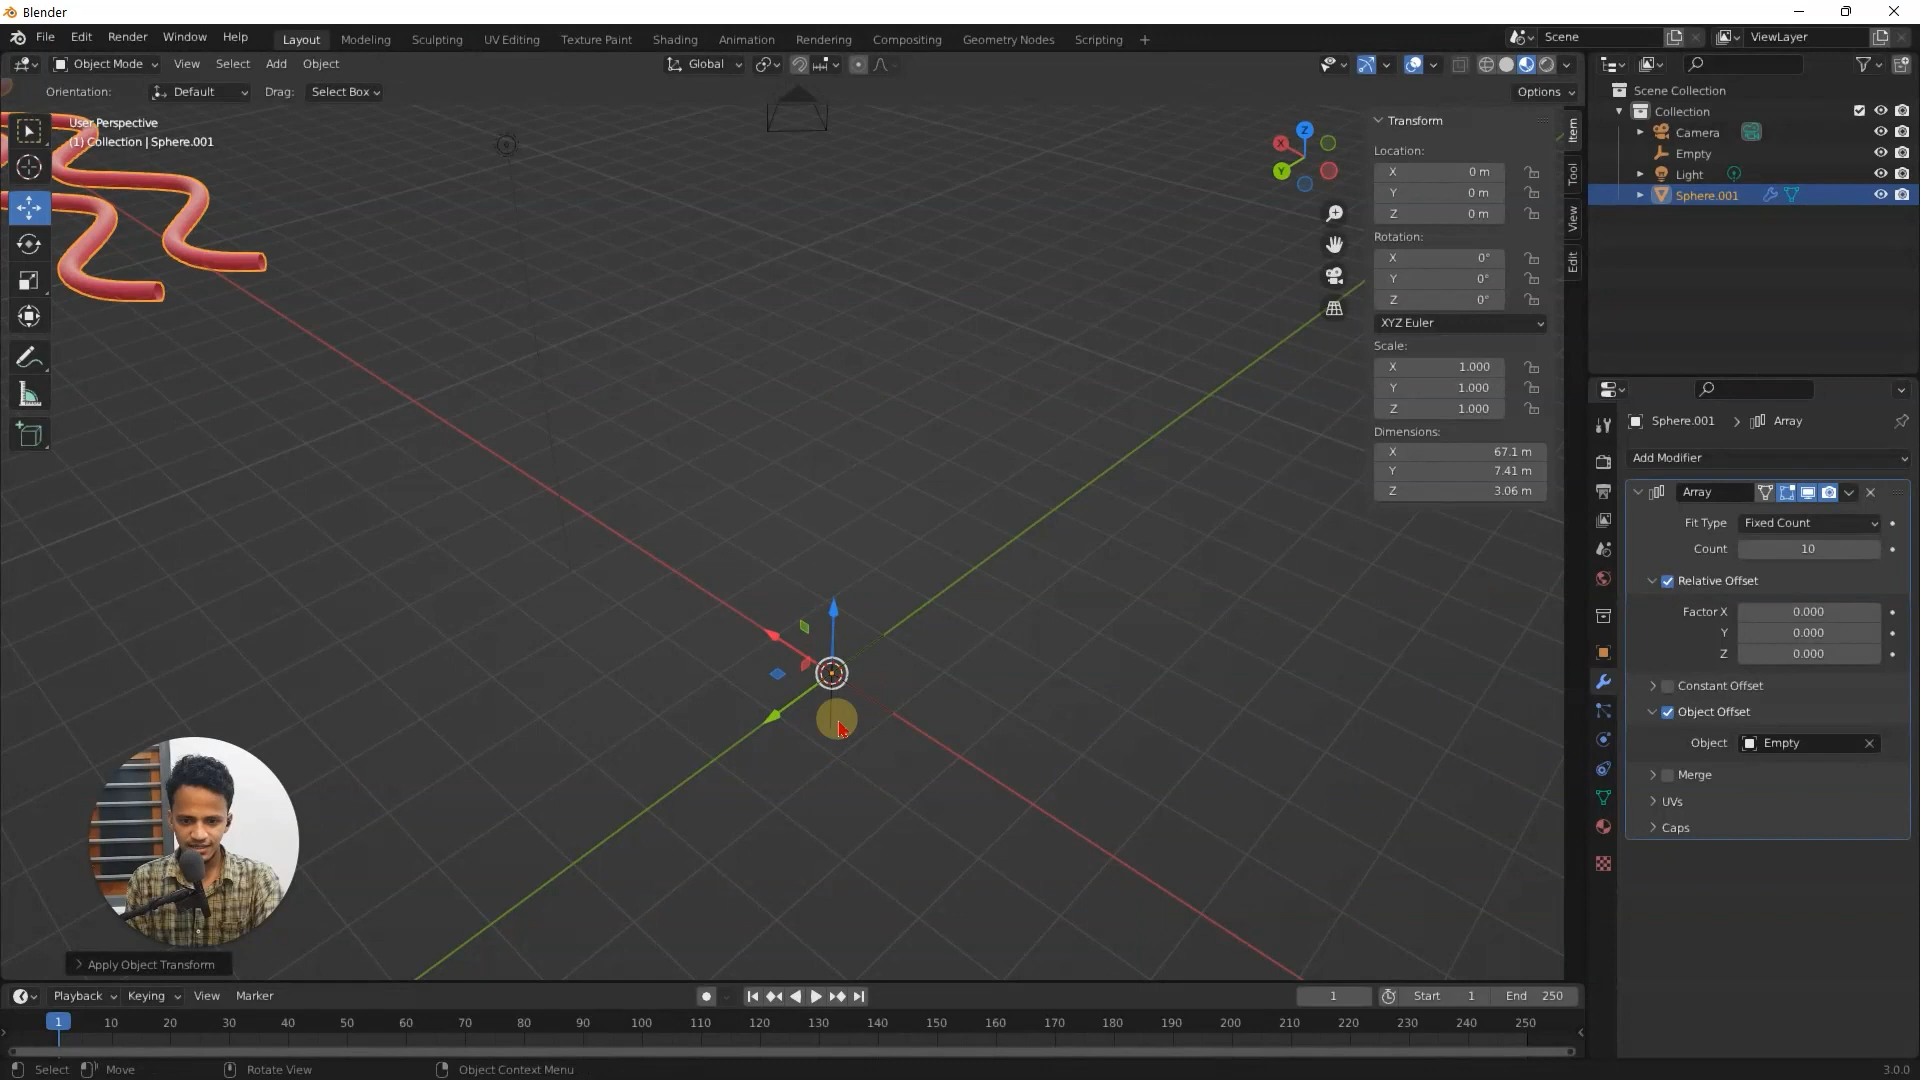 Blender
File Edit Render Window Help Layout Modeling Sculpting UV Editing Texture Paint Shading Animation Rendering Compositing Geometry Nodes Scripting + Scene ViewLayer
Object Mode View Select Add Object Global
Orientation: Default Drag: Select Box Options
User Perspective
(1) Collection | Sphere.001
Z
X
Y
Transform
Location:
X 0 m
Y 0 m
Z 0 m
Rotation:
X 0°
Y 0°
Z 0°
XYZ Euler
Scale:
X 1.000
Y 1.000
Z 1.000
Dimensions:
X 67.1 m
Y 7.41 m
Z 3.06 m
Item
Tool
View
Edit
Scene Collection
Collection
Camera
Empty
Light
Sphere.001
Sphere.001 > Array
Add Modifier
Array
Fit Type Fixed Count
Count 10
Relative Offset
Factor X 0.000
Y 0.000
Z 0.000
Constant Offset
Object Offset
Object Empty
Merge
UVs
Caps
Apply Object Transform
Playback Keying View Marker 1 Start 1 End 250
1 10 20 30 40 50 60 70 80 90 100 110 120 130 140 150 160 170 180 190 200 210 220 230 240 250
Select Move Rotate View Object Context Menu 3.0.0